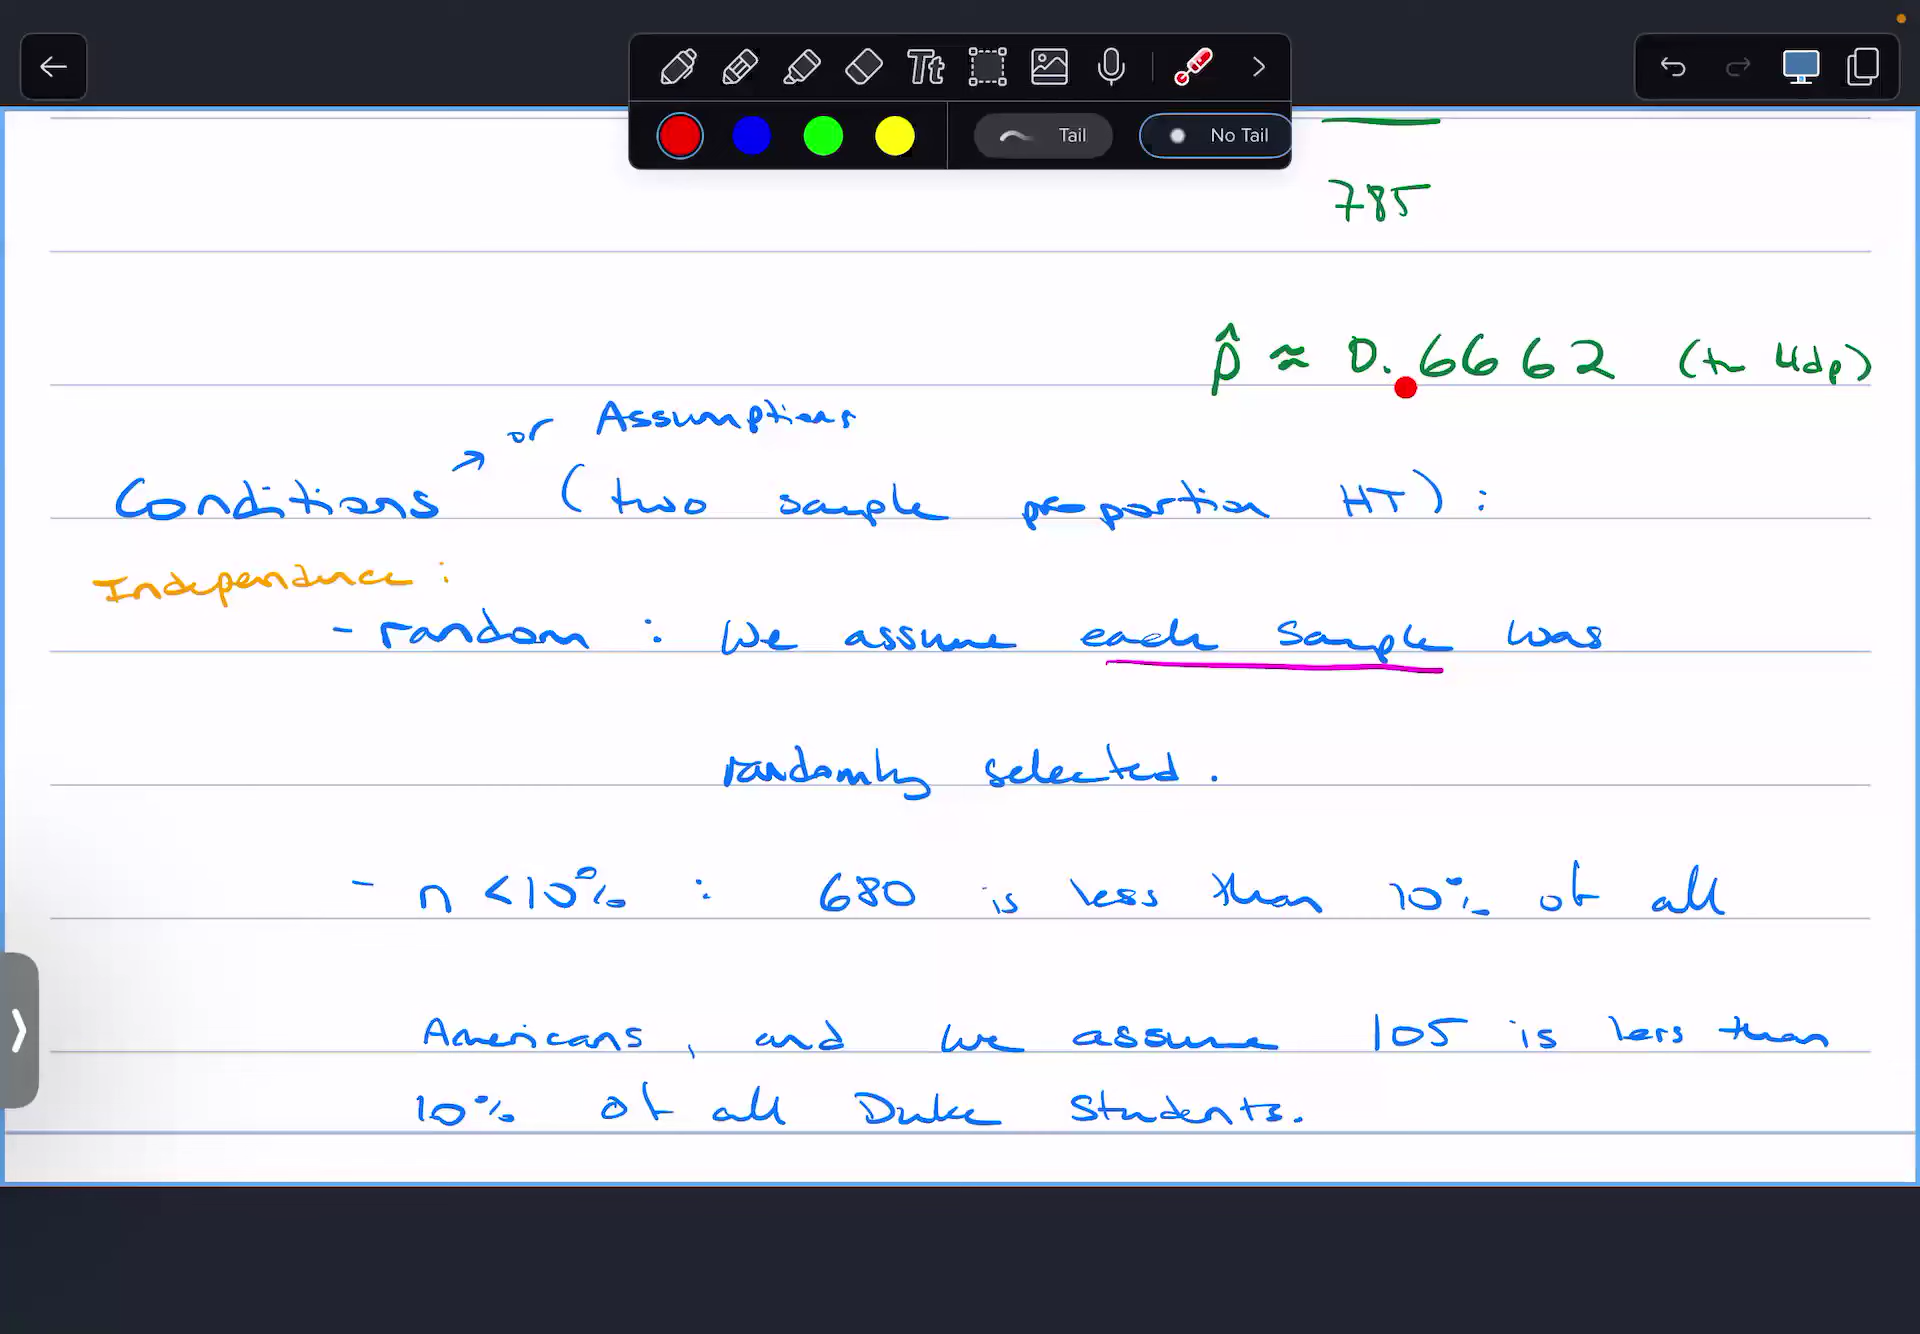 Tt
Tail
No Tail
785
p̂ ≈ 0.6662 (to 4dp)
or Assumptions
Conditions → (two sample proportion HT) :
Independence :
- random : We assume each sample was
randomly selected.
- n <10% : 680 is less than 10% of all
Americans, and we assume 105 is less than
10% of all Duke students.